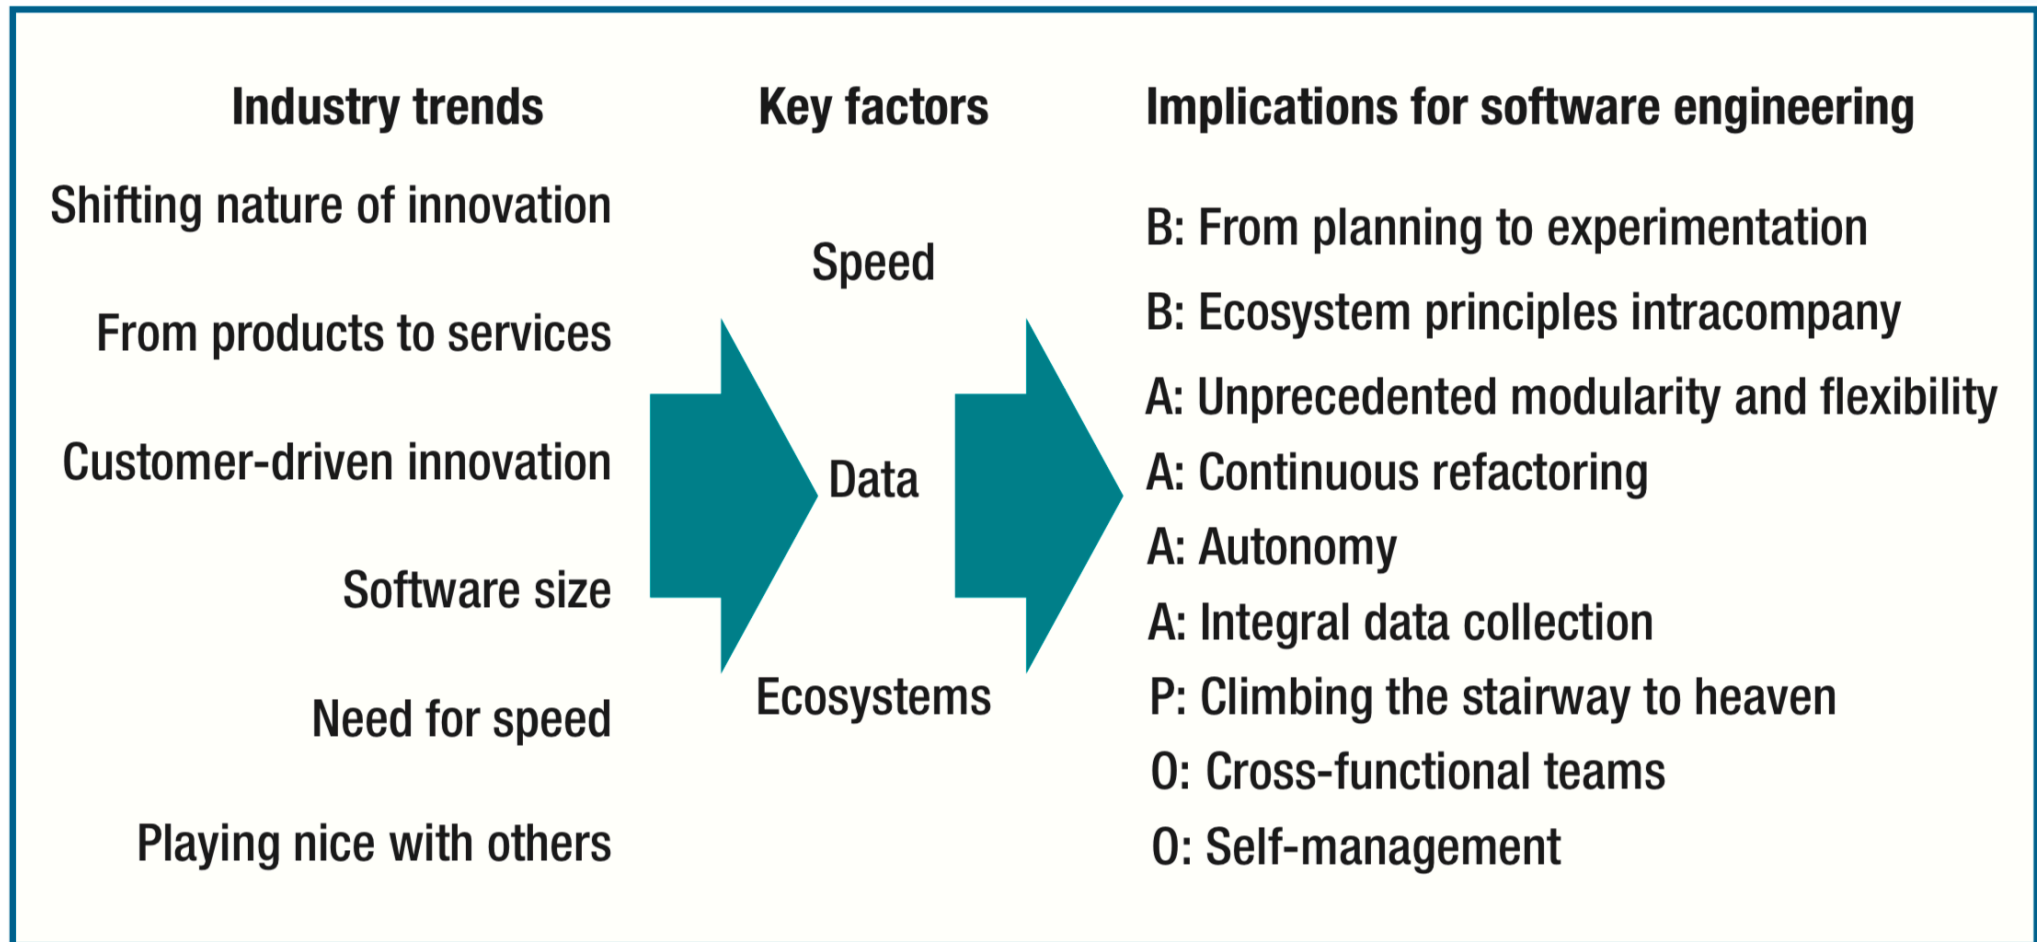 Industry trends
Shifting nature of innovation
From products to services
Customer-driven innovation
Software size
Need for speed
Playing nice with others
Key factors
Speed
Data
Ecosystems
Implications for software engineering
B: From planning to experimentation
B: Ecosystem principles intracompany
A: Unprecedented modularity and flexibility
A: Continuous refactoring
A: Autonomy
A: Integral data collection
P: Climbing the stairway to heaven
O: Cross-functional teams
O: Self-management